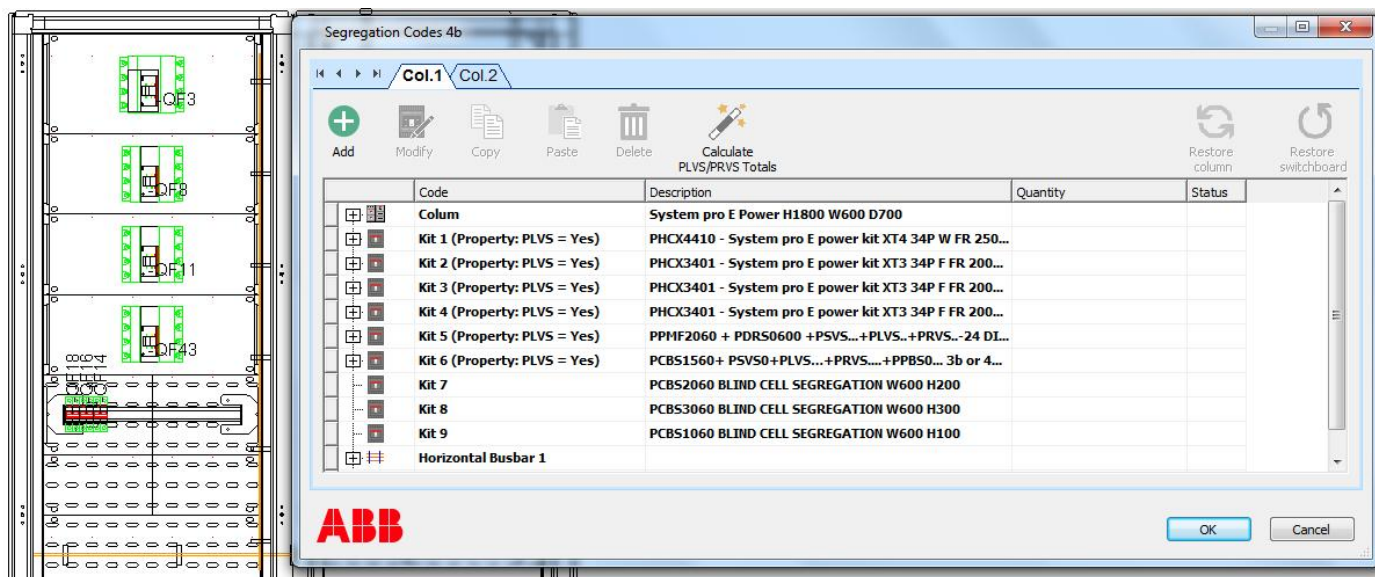 QF3
QF8
QF11
QF43
QF18
QF16
QF14
Segregation Codes 4b
Col.1 Col.2
Add Modify Copy Paste Delete Calculate PLVS/PRVS Totals Restore column Restore switchboard
Code Description Quantity Status
Colum System pro E Power H1800 W600 D700
Kit 1 (Property: PLVS = Yes) PHCX4410 - System pro E power kit XT4 34P W FR 250...
Kit 2 (Property: PLVS = Yes) PHCX3401 - System pro E power kit XT3 34P F FR 200...
Kit 3 (Property: PLVS = Yes) PHCX3401 - System pro E power kit XT3 34P F FR 200...
Kit 4 (Property: PLVS = Yes) PHCX3401 - System pro E power kit XT3 34P F FR 200...
Kit 5 (Property: PLVS = Yes) PPMF2060 + PDRS0600 +PSVS...+PLVS..+PRVS..-24 DI...
Kit 6 (Property: PLVS = Yes) PCBS1560+ PSVS0+PLVS...+PRVS....+PPBS0... 3b or 4...
Kit 7 PCBS2060 BLIND CELL SEGREGATION W600 H200
Kit 8 PCBS3060 BLIND CELL SEGREGATION W600 H300
Kit 9 PCBS1060 BLIND CELL SEGREGATION W600 H100
Horizontal Busbar 1
ABB
OK Cancel